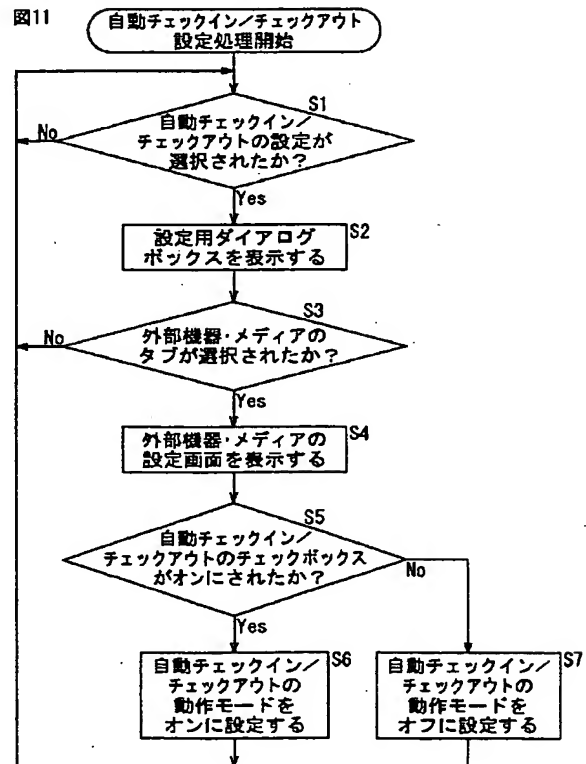 図11
自動チェックイン/チェックアウト
設定処理開始
S1
自動チェックイン/
チェックアウトの設定が
選択されたか?
No
Yes
S2
設定用ダイアログ
ボックスを表示する
S3
外部機器・メディアの
タブが選択されたか?
No
Yes
S4
外部機器・メディアの
設定画面を表示する
S5
自動チェックイン/
チェックアウトのチェックボックス
がオンにされたか?
No
Yes
S6
自動チェックイン/
チェックアウトの
動作モードを
オンに設定する
S7
自動チェックイン/
チェックアウトの
動作モードを
オフに設定する